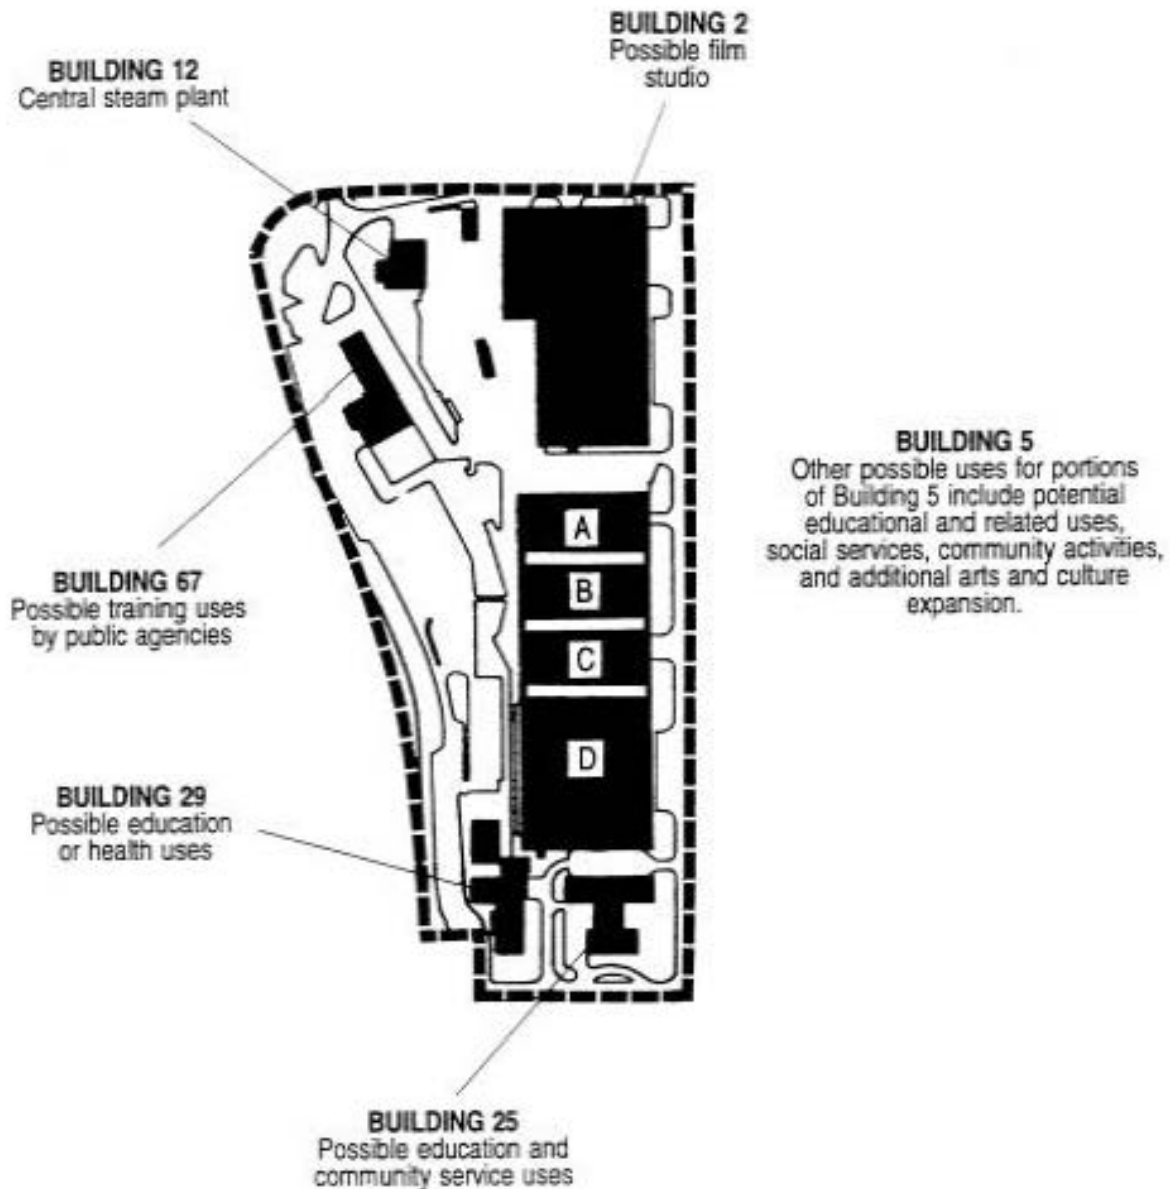 BUILDING 2
Possible film
studio
BUILDING 12
Central steam plant
BUILDING 5
Other possible uses for portions
of Building 5 include potential
educational and related uses,
social services, community activities,
and additional arts and culture
expansion.
A
B
C
D
BUILDING 67
Possible training uses
by public agencies
BUILDING 29
Possible education
or health uses
BUILDING 25
Possible education and
community service uses